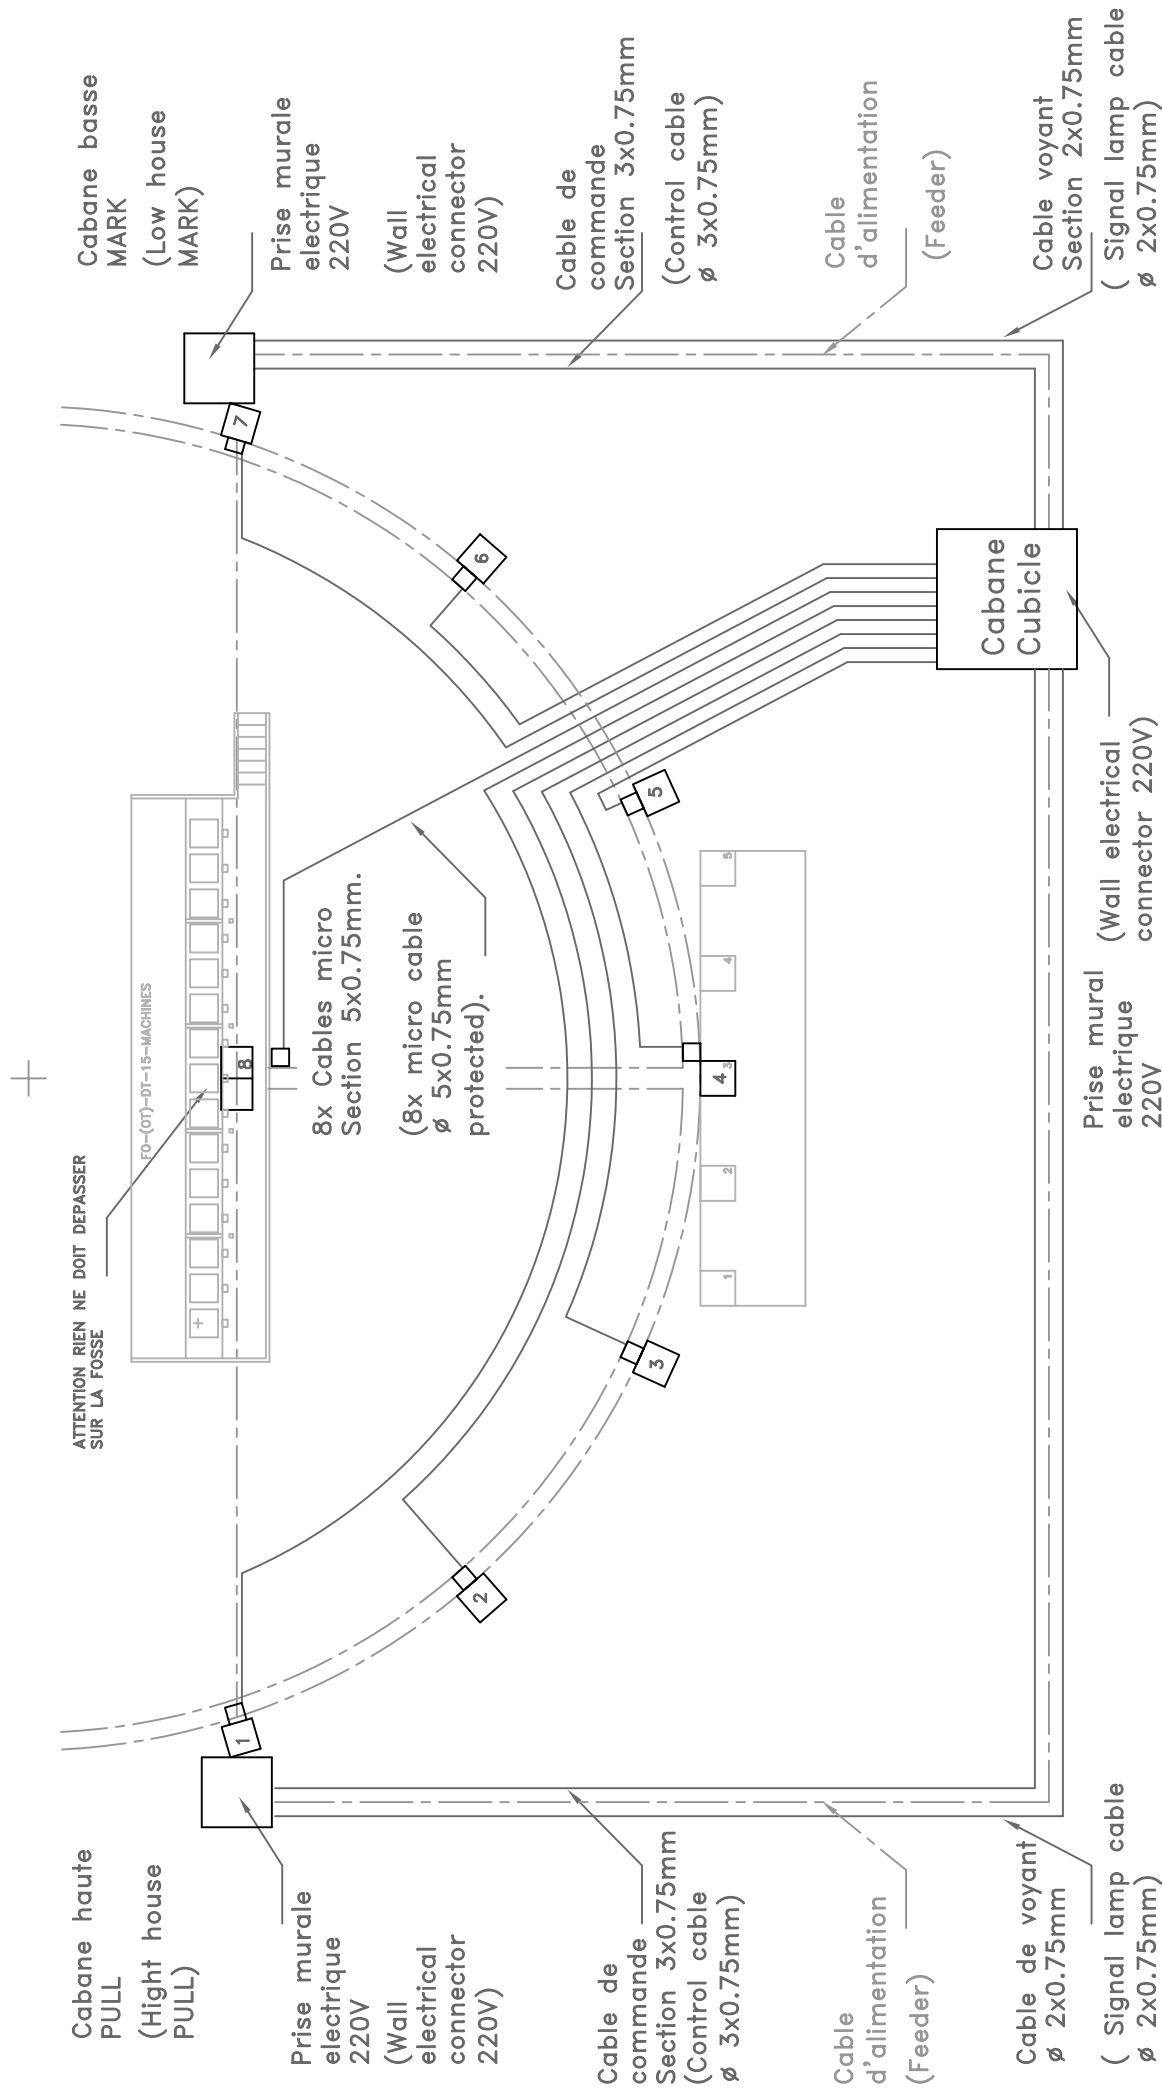 Cabane haute
PULL
(Hight house
PULL)
Prise murale
electrique
220V
(Wall
electrical
connector
220V)
Cable de
commande
Section 3x0.75mm
(Control cable
ø 3x0.75mm)
Cable
d'alimentation
(Feeder)
Cable de voyant
ø 2x0.75mm
( Signal lamp cable
ø 2x0.75mm)
ATTENTION RIEN NE DOIT DEPASSER
SUR LA FOSSE
FO-(OT)-DT-15-MACHINES
8x Cables micro
Section 5x0.75mm.
(8x micro cable
ø 5x0.75mm
protected).
1
2
3
4
5
6
7
8
1
2
3
4
5
Cabane
Cubicle
Prise mural
electrique
220V
(Wall electrical
connector 220V)
Cabane basse
MARK
(Low house
MARK)
Prise murale
electrique
220V
(Wall
electrical
connector
220V)
Cable de
commande
Section 3x0.75mm
(Control cable
ø 3x0.75mm)
Cable
d'alimentation
(Feeder)
Cable voyant
Section 2x0.75mm
( Signal lamp cable
ø 2x0.75mm)